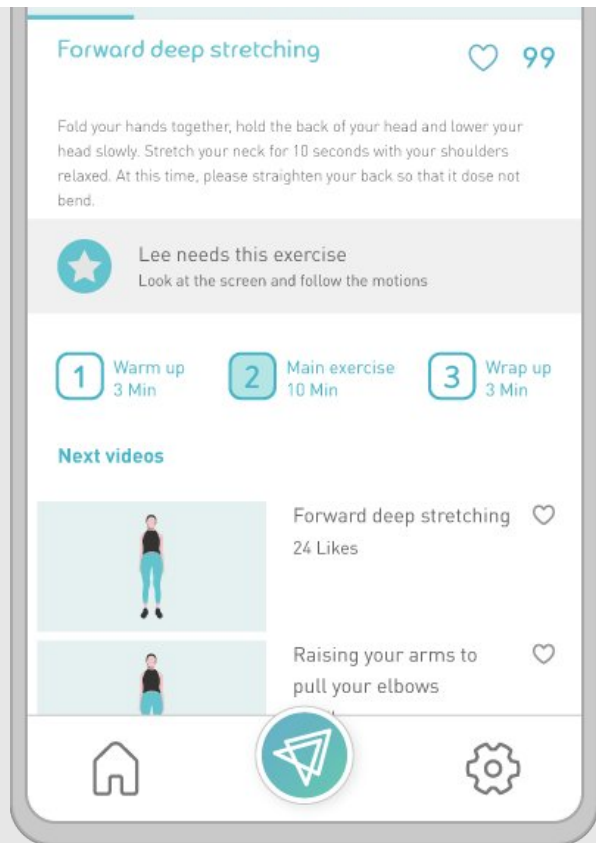 Forward deep stretching
99
Fold your hands together, hold the back of your head and lower your
head slowly. Stretch your neck for 10 seconds with your shoulders
relaxed. At this time, please straighten your back so that it dose not
bend.
Lee needs this exercise
Look at the screen and follow the motions
1
Warm up
3 Min
2
Main exercise
10 Min
3
Wrap up
3 Min
Next videos
Forward deep stretching
24 Likes
Raising your arms to
pull your elbows